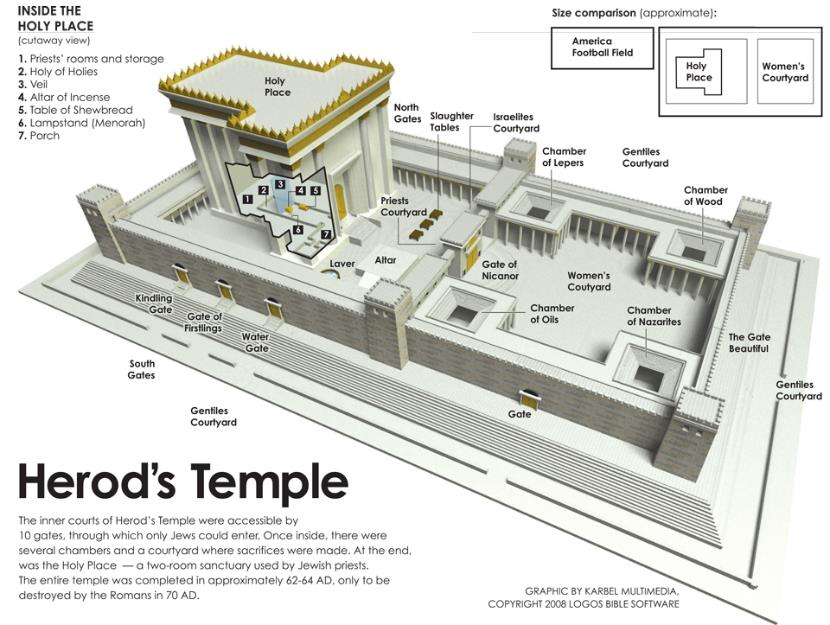 INSIDE THE
HOLY PLACE
(cutaway view)
1. Priests' rooms and storage
2. Holy of Holies
3. Veil
4. Altar of Incense
5. Table of Shewbread
6. Lampstand (Menorah)
7. Porch
Size comparison (approximate):
America
Football Field
Holy
Place
Women's
Courtyard
Holy
Place
North
Gates
Slaughter
Tables
Israelites
Courtyard
Chamber
of Lepers
Gentiles
Courtyard
Chamber
of Wood
Priests
Courtyard
1
2
3
4
5
6
7
Laver
Altar
Gate of
Nicanor
Women's
Coutyard
Chamber
of Oils
Chamber
of Nazarites
The Gate
Beautiful
Gentiles
Courtyard
Kindling
Gate
Gate of
Firstlings
Water
Gate
South
Gates
Gentiles
Courtyard
Gate
Herod's Temple
The inner courts of Herod's Temple were accessible by
10 gates, through which only Jews could enter. Once inside, there were
several chambers and a courtyard where sacrifices were made. At the end,
was the Holy Place — a two-room sanctuary used by Jewish priests.
The entire temple was completed in approximately 62-64 AD, only to be
destroyed by the Romans in 70 AD.
GRAPHIC BY KARBEL MULTIMEDIA,
COPYRIGHT 2008 LOGOS BIBLE SOFTWARE